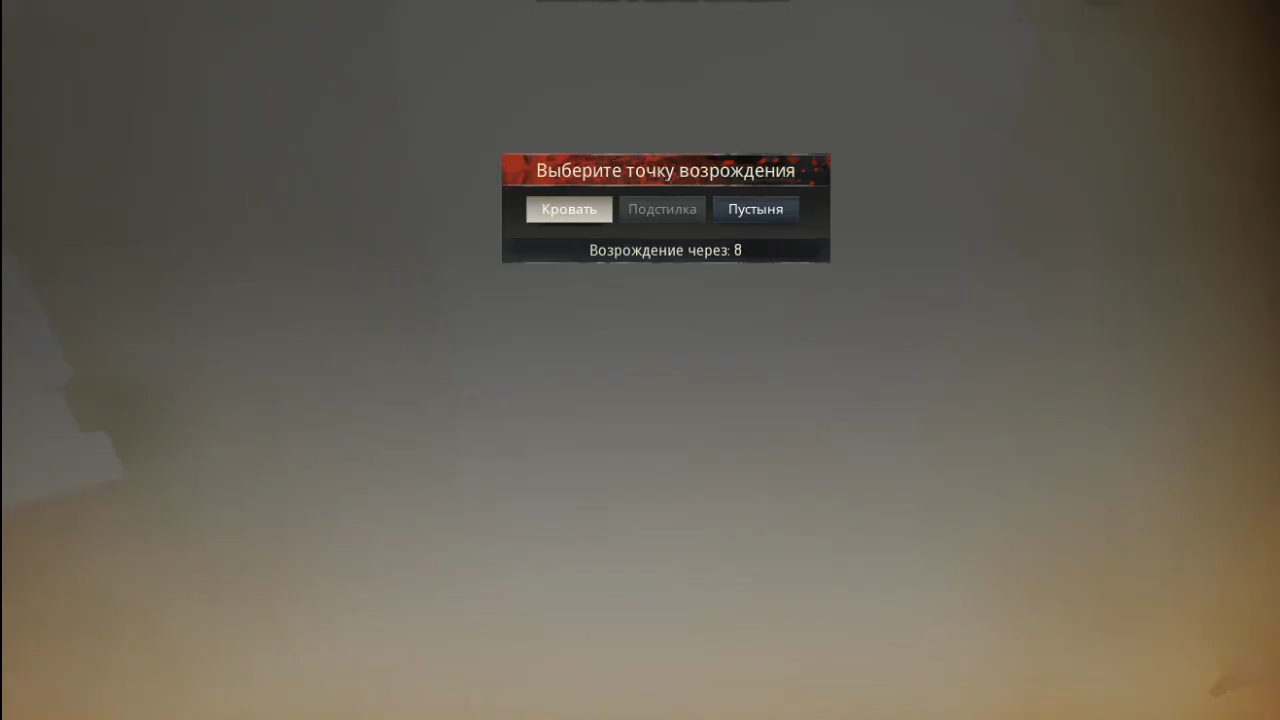 Выберите точку возрождения
Кровать Подстилка Пустыня
Возрождение через: 8